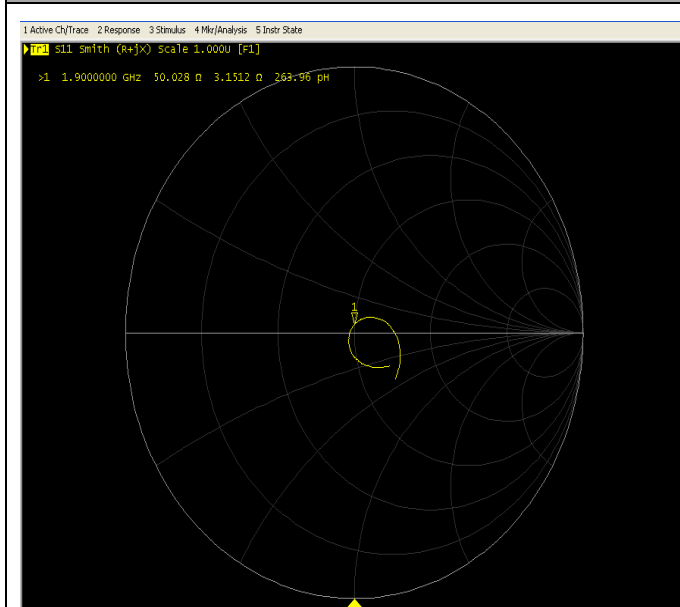 1 Active Ch/Trace 2 Response 3 Stimulus 4 Mkr/Analysis 5 Instr State
Tr1 S11 Smith (R+jX) Scale 1.000U [F1]
>1 1.9000000 GHz 50.028 Ω 3.1512 Ω 263.96 pH
1